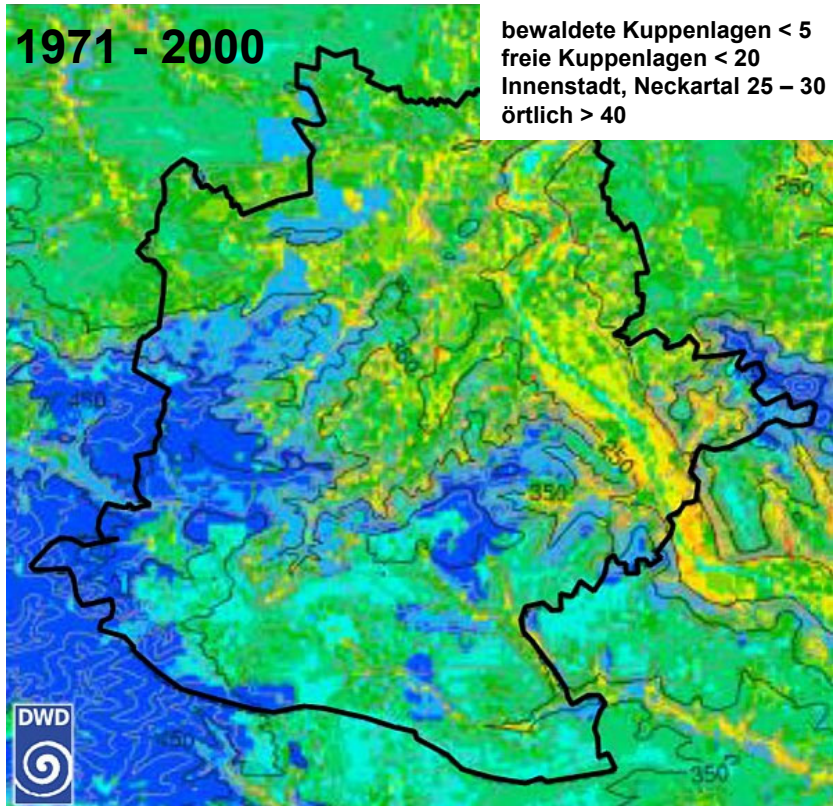 1971 - 2000
bewaldete Kuppenlagen < 5
freie Kuppenlagen < 20
Innenstadt, Neckartal 25 – 30
örtlich > 40
250
300
450
250
350
DWD
450
350